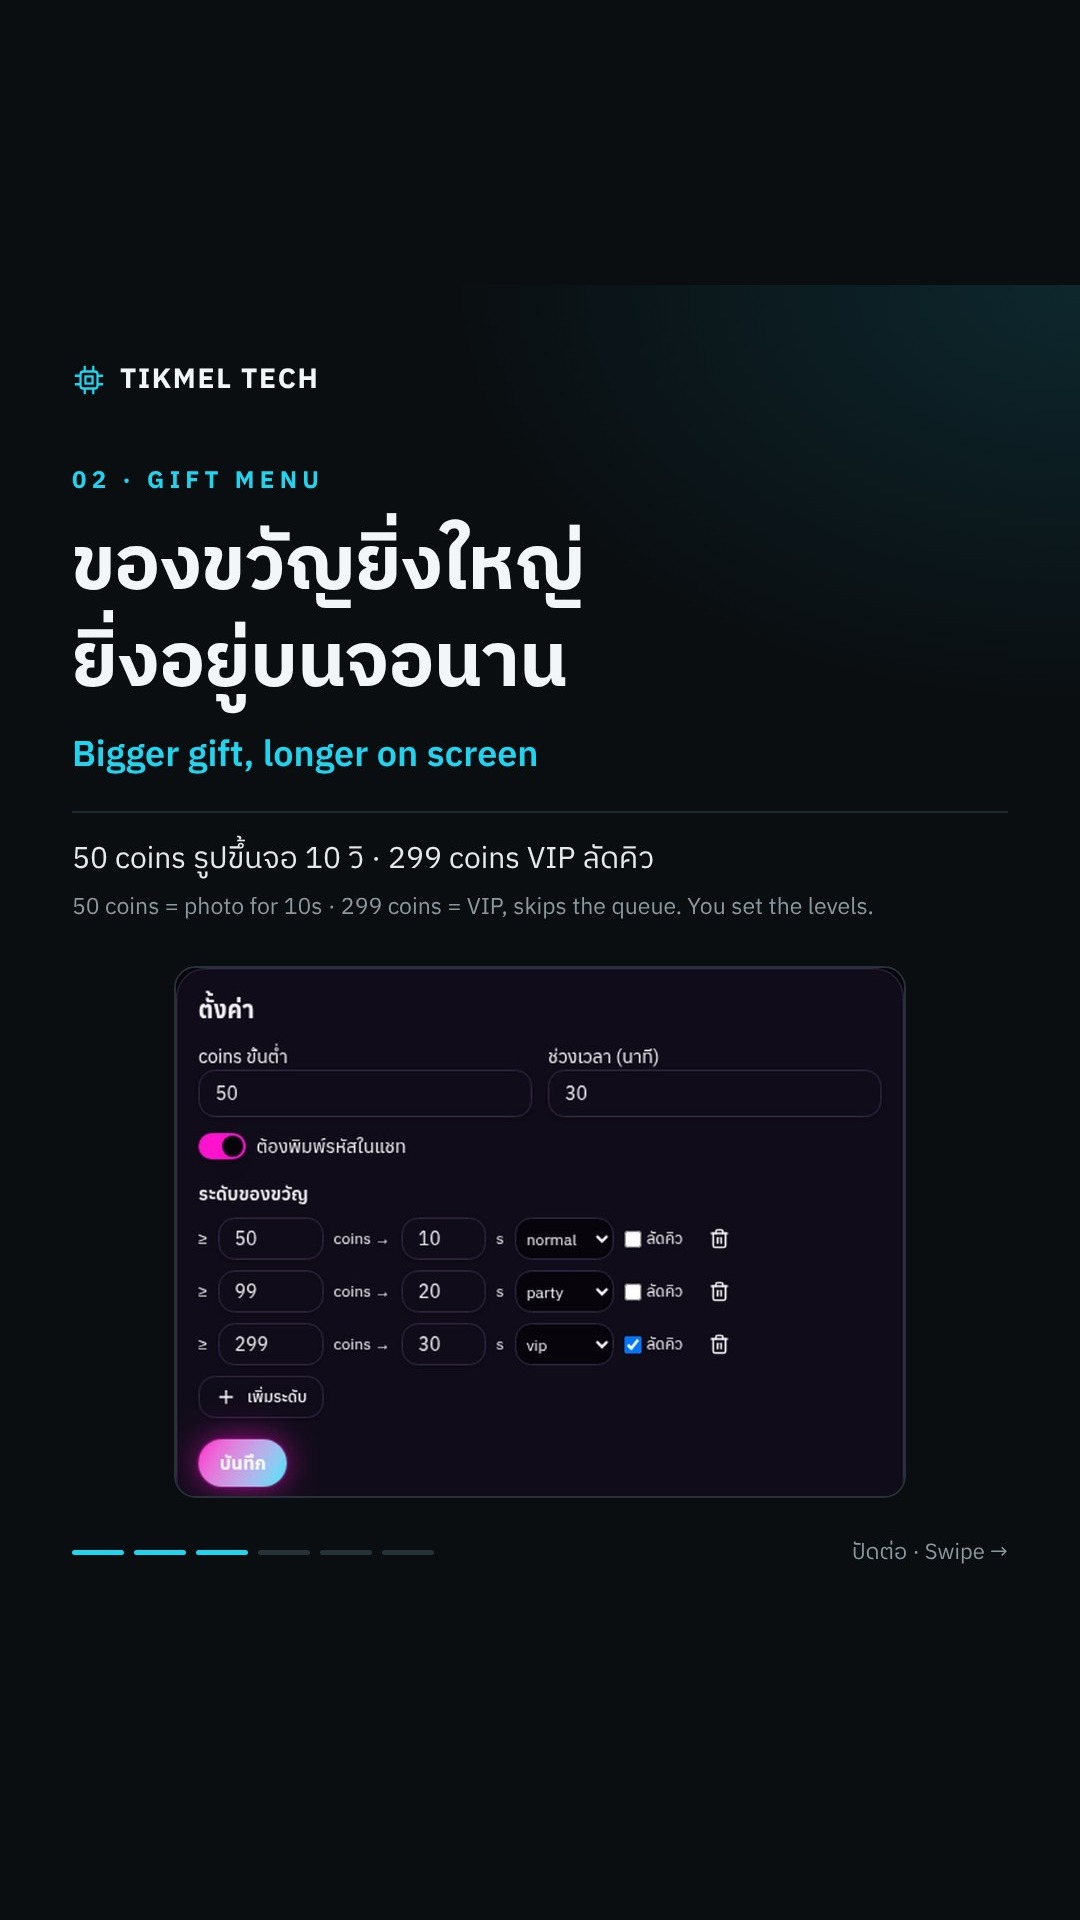 TIKMEL TECH
02 · GIFT MENU
ของขวัญยิ่งใหญ่
ยิ่งอยู่บนจอนาน
Bigger gift, longer on screen
50 coins รูปขึ้นจอ 10 วิ · 299 coins VIP ลัดคิว
50 coins = photo for 10s · 299 coins = VIP, skips the queue. You set the levels.
ตั้งค่า
coins ขั้นต่ำ ช่วงเวลา (นาที)
50 30
ต้องพิมพ์รหัสในแชท
ระดับของขวัญ
≥ 50 coins → 10 s normal ลัดคิว
≥ 99 coins → 20 s party ลัดคิว
≥ 299 coins → 30 s vip ลัดคิว
+ เพิ่มระดับ
บันทึก
ปัดต่อ · Swipe →